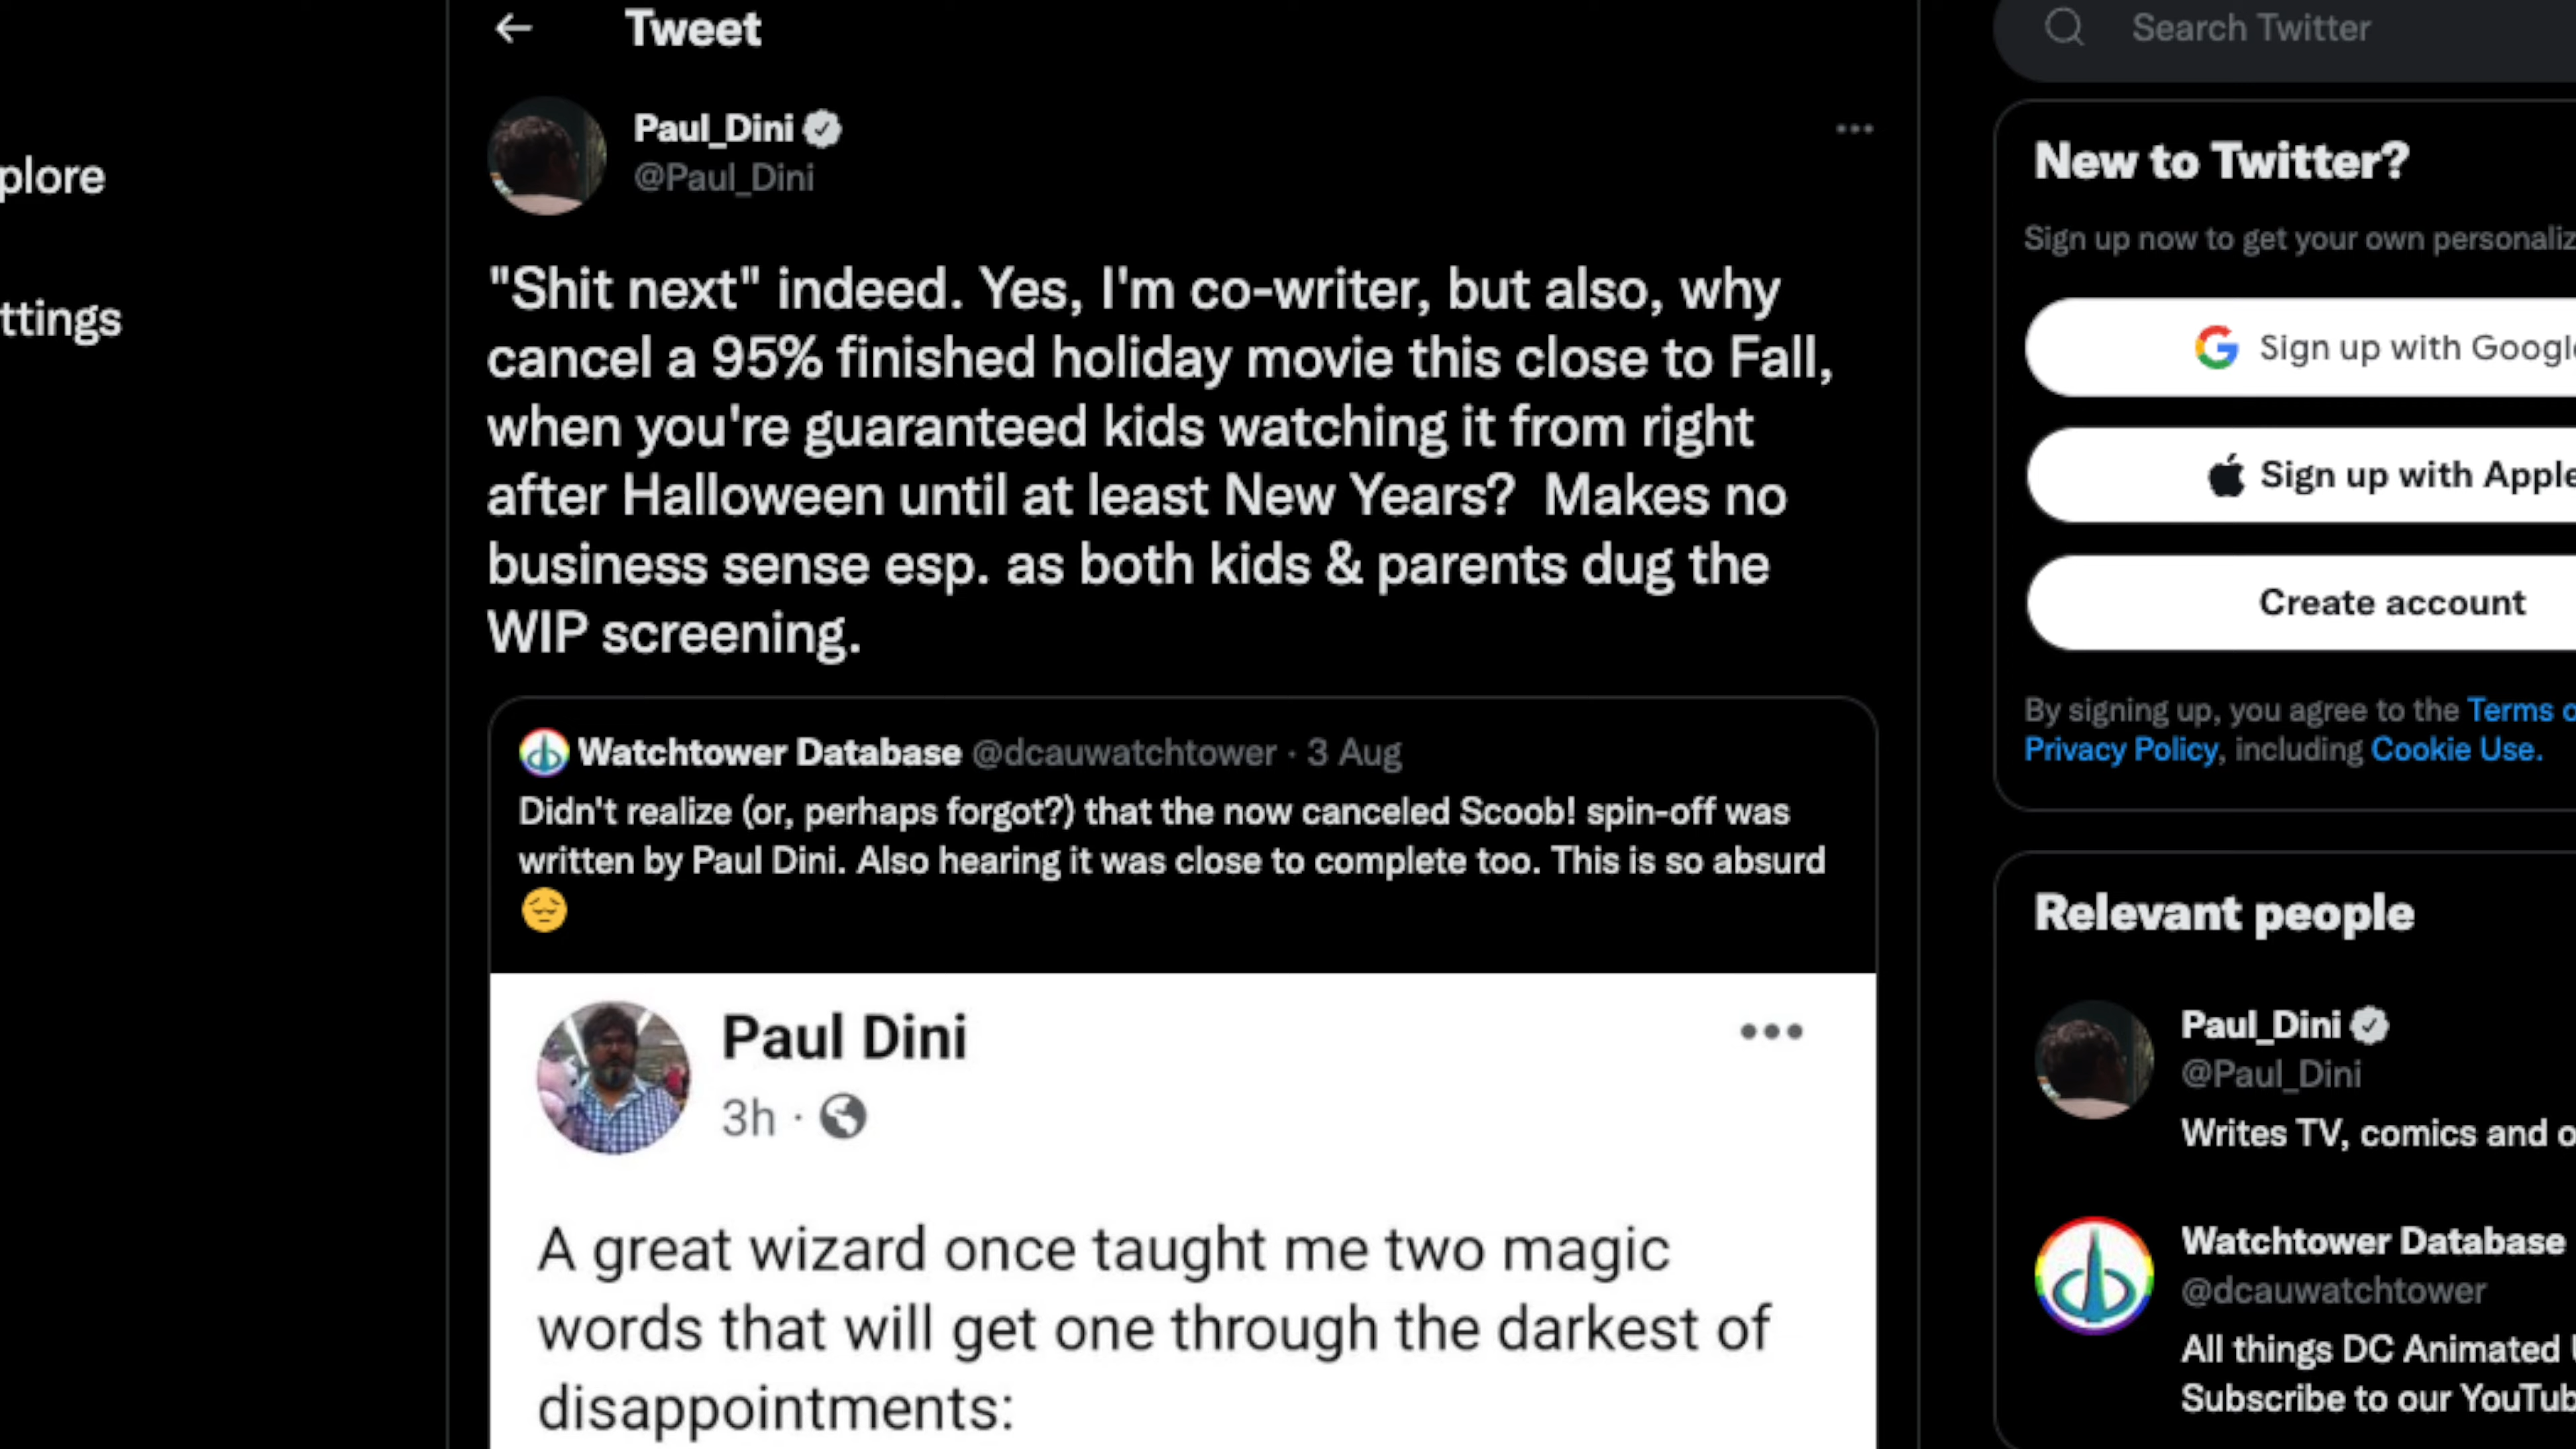 Tweet
Search Twitter
Paul_Dini
@Paul_Dini
plore
ttings
"Shit next" indeed. Yes, I'm co-writer, but also, why
cancel a 95% finished holiday movie this close to Fall,
when you're guaranteed kids watching it from right
after Halloween until at least New Years?  Makes no
business sense esp. as both kids & parents dug the
WIP screening.
Watchtower Database @dcauwatchtower · 3 Aug
Didn't realize (or, perhaps forgot?) that the now canceled Scoob! spin-off was
written by Paul Dini. Also hearing it was close to complete too. This is so absurd
😔
Paul Dini
3h ·
A great wizard once taught me two magic
words that will get one through the darkest of
disappointments:
New to Twitter?
Sign up now to get your own personaliz
Sign up with Google
Sign up with Apple
Create account
By signing up, you agree to the Terms o
Privacy Policy, including Cookie Use.
Relevant people
Paul_Dini
@Paul_Dini
Writes TV, comics and o
Watchtower Database
@dcauwatchtower
All things DC Animated
Subscribe to our YouTub